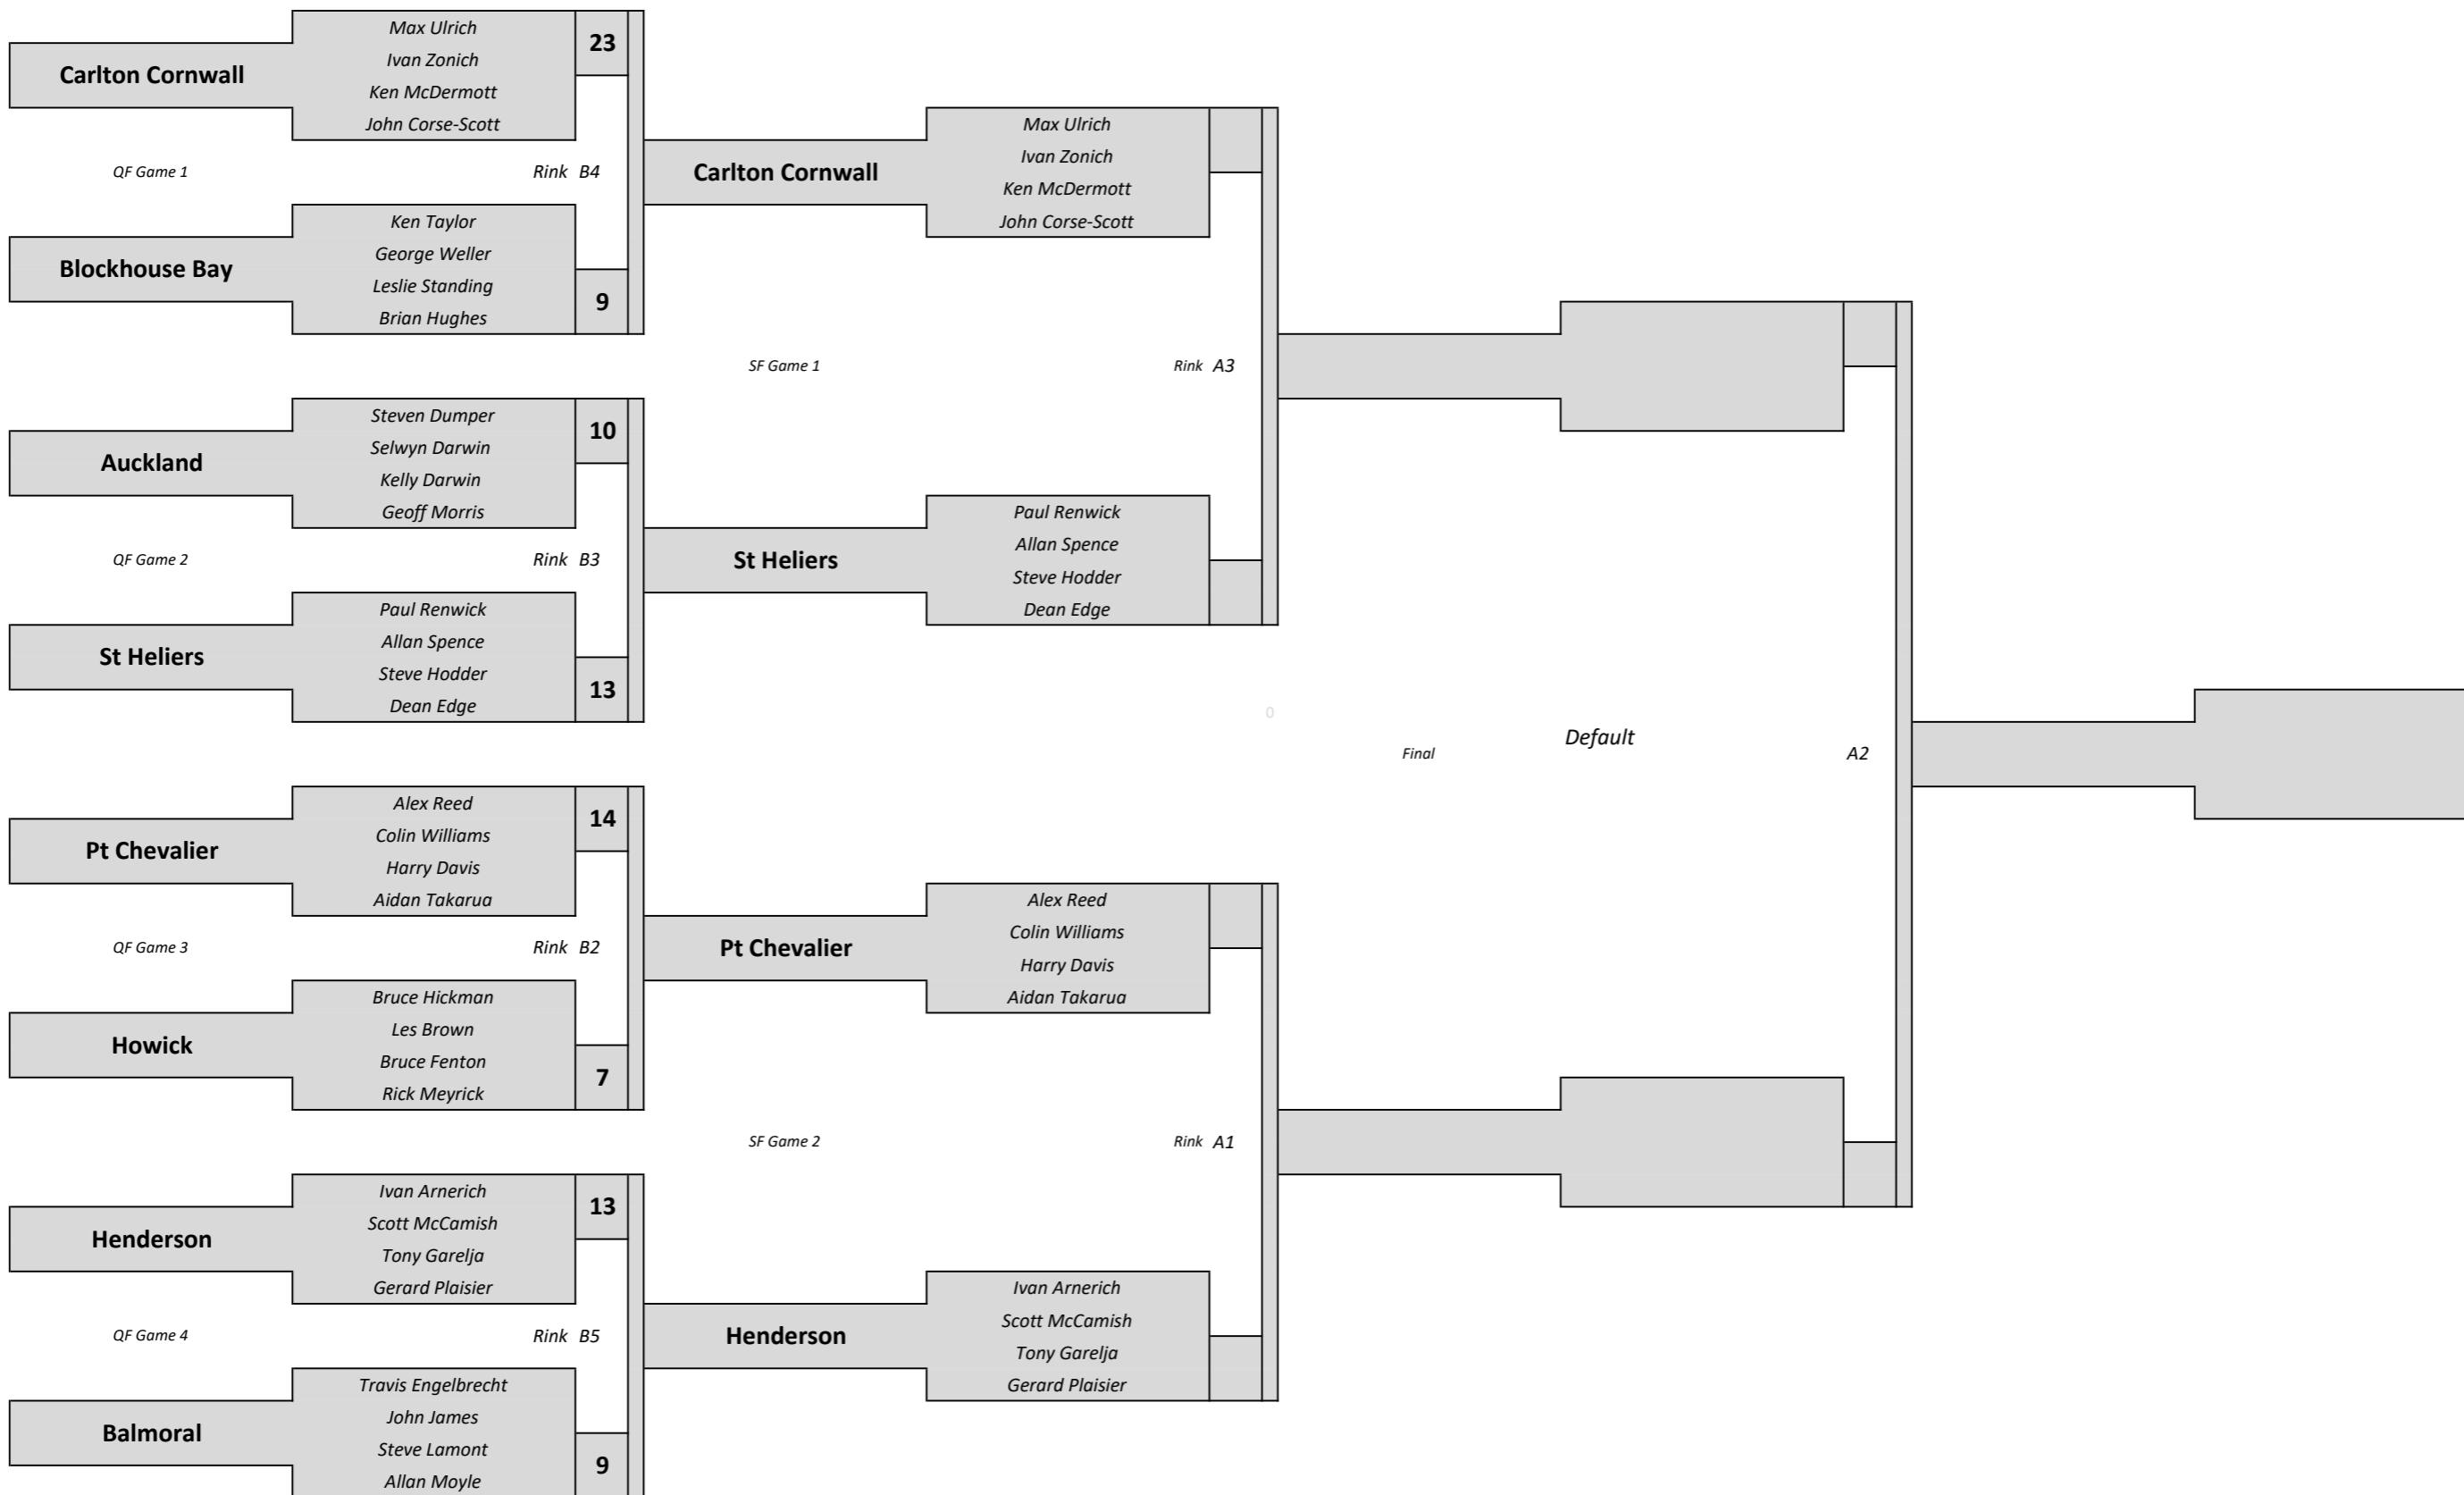 Max Ulrich
Ivan Zonich
Ken McDermott
John Corse-Scott
23
Carlton Cornwall
QF Game 1
Rink B4
Ken Taylor
George Weller
Leslie Standing
Brian Hughes
Blockhouse Bay
9
Steven Dumper
Selwyn Darwin
Kelly Darwin
Geoff Morris
10
Auckland
QF Game 2
Rink B3
Paul Renwick
Allan Spence
Steve Hodder
Dean Edge
St Heliers
13
Alex Reed
Colin Williams
Harry Davis
Aidan Takarua
14
Pt Chevalier
QF Game 3
Rink B2
Bruce Hickman
Les Brown
Bruce Fenton
Rick Meyrick
Howick
7
Ivan Arnerich
Scott McCamish
Tony Garelja
Gerard Plaisier
13
Henderson
QF Game 4
Rink B5
Travis Engelbrecht
John James
Steve Lamont
Allan Moyle
Balmoral
9
Carlton Cornwall
Max Ulrich
Ivan Zonich
Ken McDermott
John Corse-Scott
SF Game 1
Rink A3
St Heliers
Paul Renwick
Allan Spence
Steve Hodder
Dean Edge
Pt Chevalier
Alex Reed
Colin Williams
Harry Davis
Aidan Takarua
SF Game 2
Rink A1
Henderson
Ivan Arnerich
Scott McCamish
Tony Garelja
Gerard Plaisier
0
Final
Default
A2